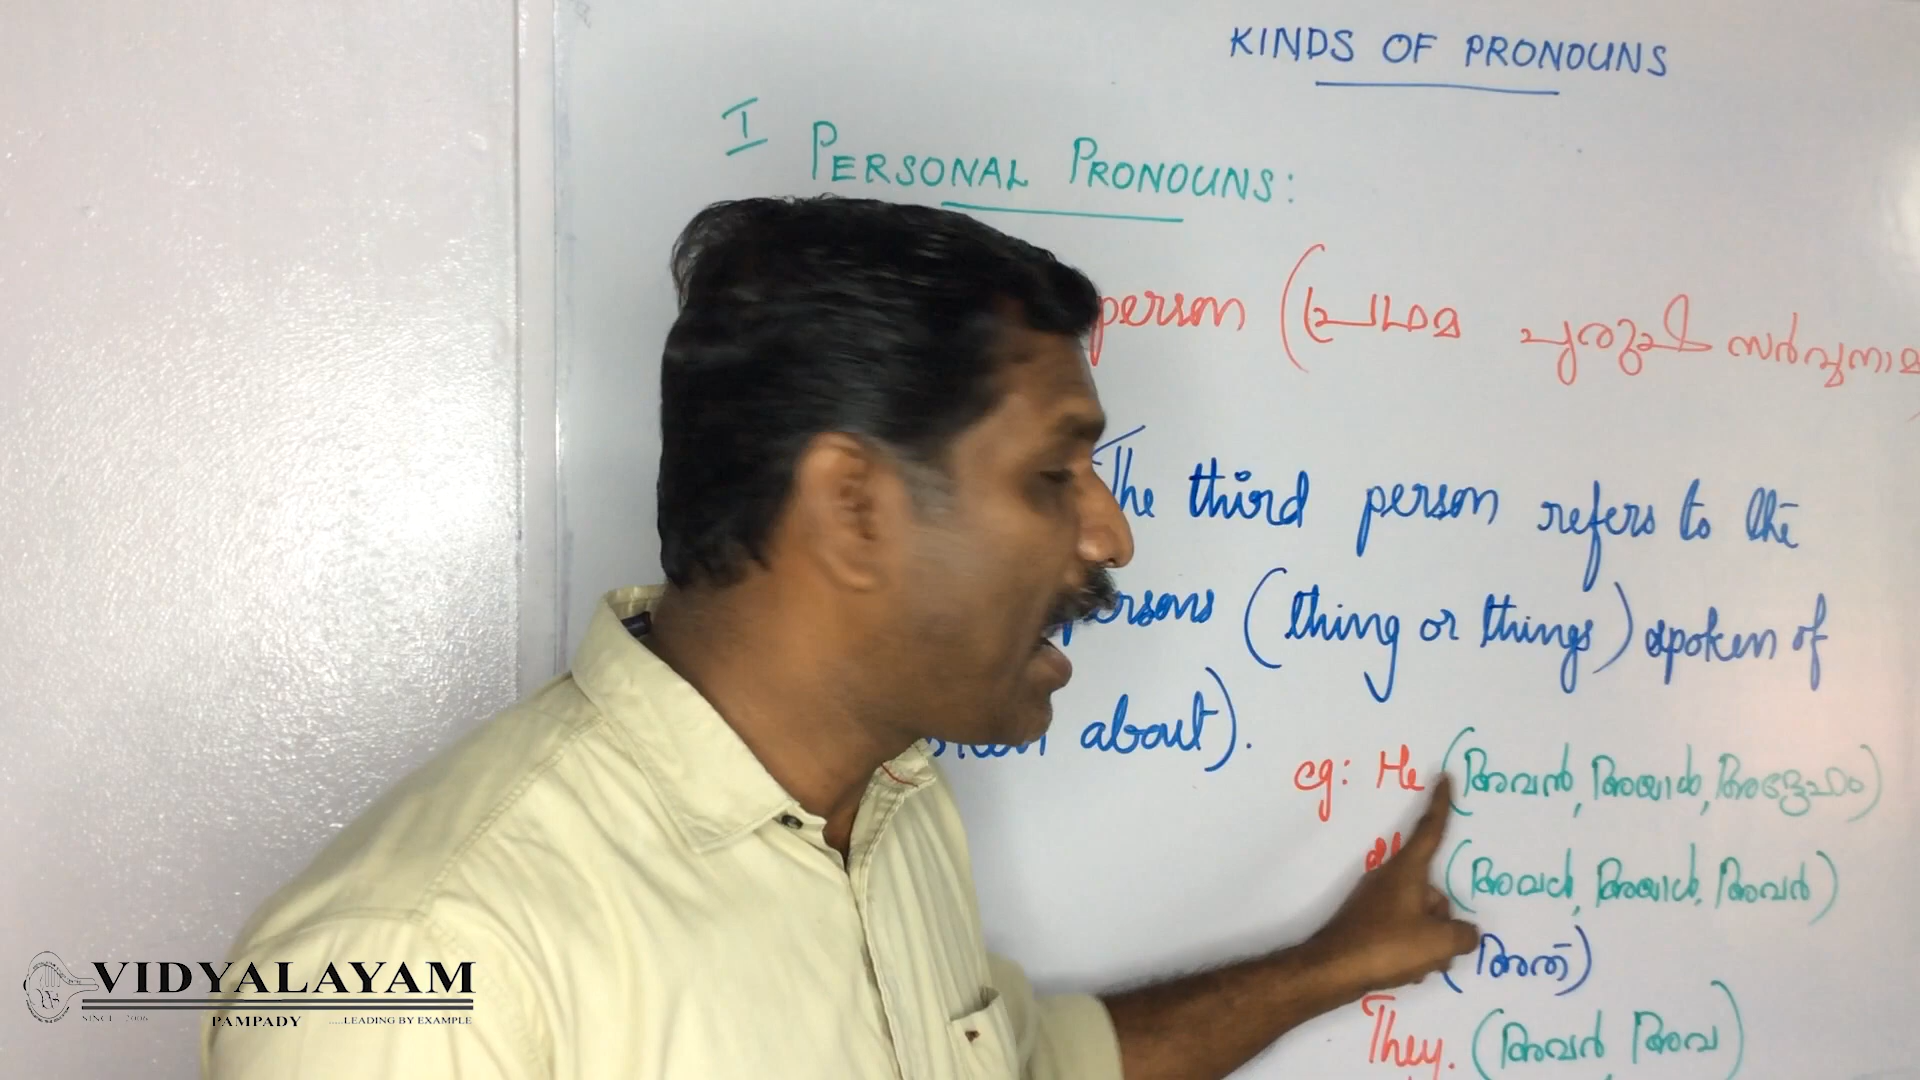 KINDS OF PRONOUNS
I PERSONAL PRONOUNS:
person (പ്രഥമ പുരുഷ സർവ്വനാമ
The third person refers to the
(thing or things) spoken of
about).
eg: He (അവൻ, അയാൾ, അദ്ദേഹം)
(അവൾ, അയാൾ, അവർ)
(അത്)
They. (അവർ, അവ)
VIDYALAYAM
SINCE 2006 PAMPADY .....LEADING BY EXAMPLE